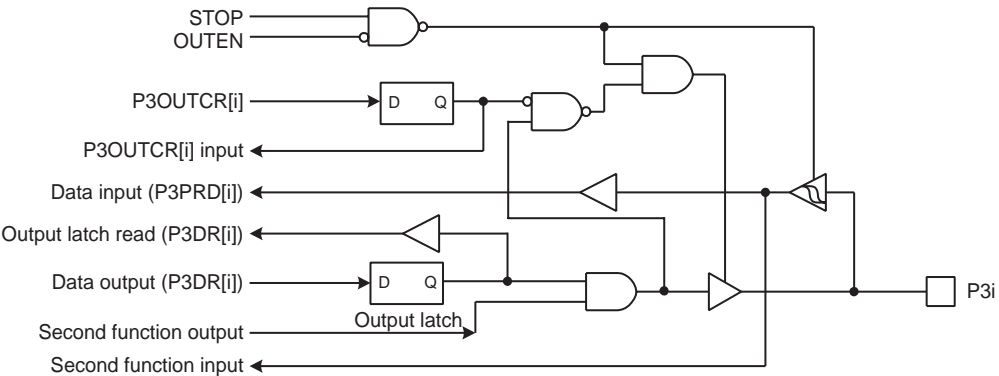 STOP
OUTEN
P3OUTCR[i]
D Q
P3OUTCR[i] input
Data input (P3PRD[i])
Output latch read (P3DR[i])
Data output (P3DR[i])
D Q
P3i
Output latch
Second function output
Second function input